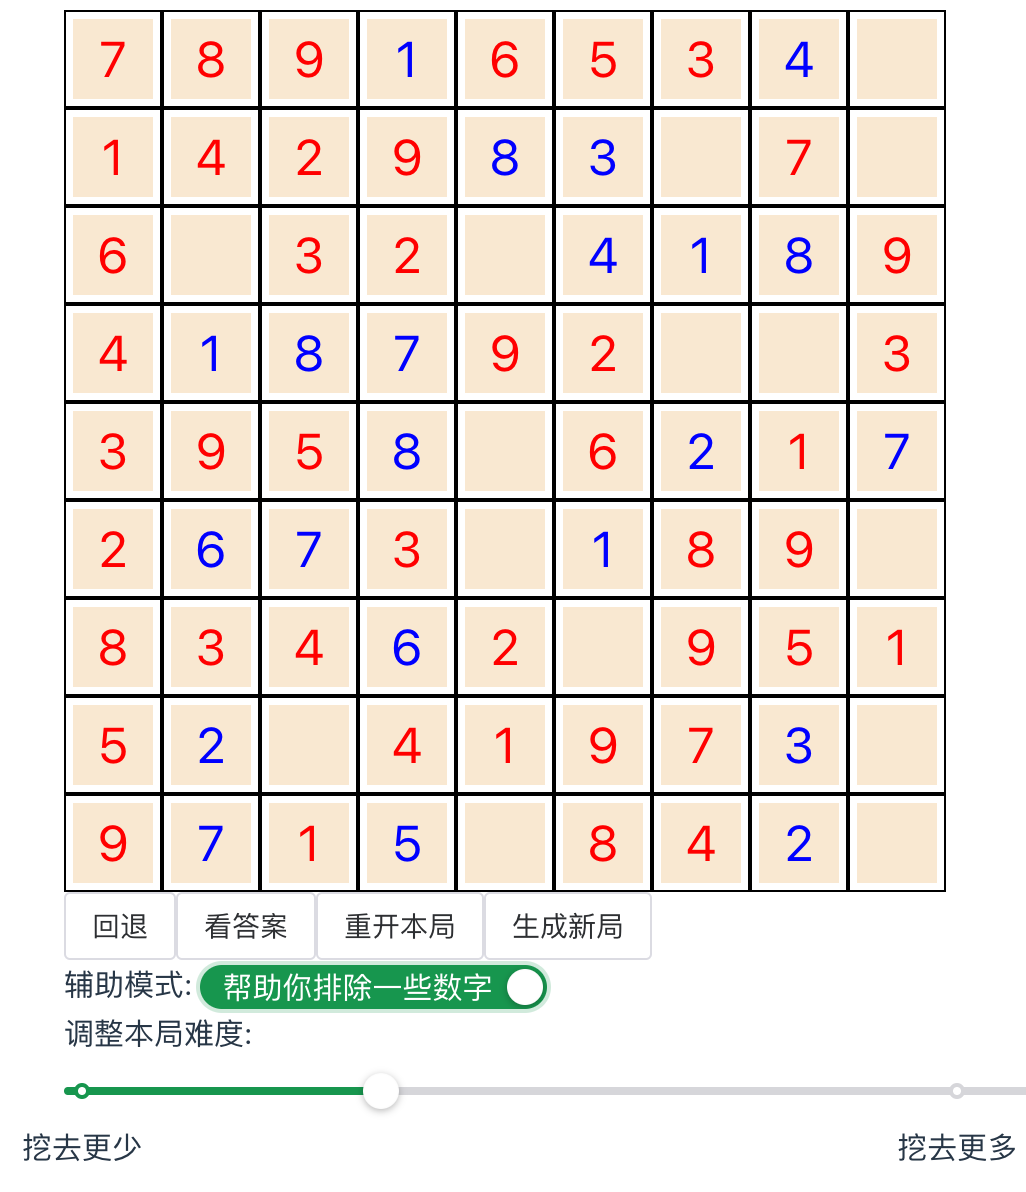 7 8 9 1 6 5 3 4
1 4 2 9 8 3 7
6 3 2 4 1 8 9
4 1 8 7 9 2 3
3 9 5 8 6 2 1 7
2 6 7 3 1 8 9
8 3 4 6 2 9 5 1
5 2 4 1 9 7 3
9 7 1 5 8 4 2
回退 看答案 重开本局 生成新局
辅助模式: 帮助你排除一些数字
调整本局难度:
挖去更少 挖去更多